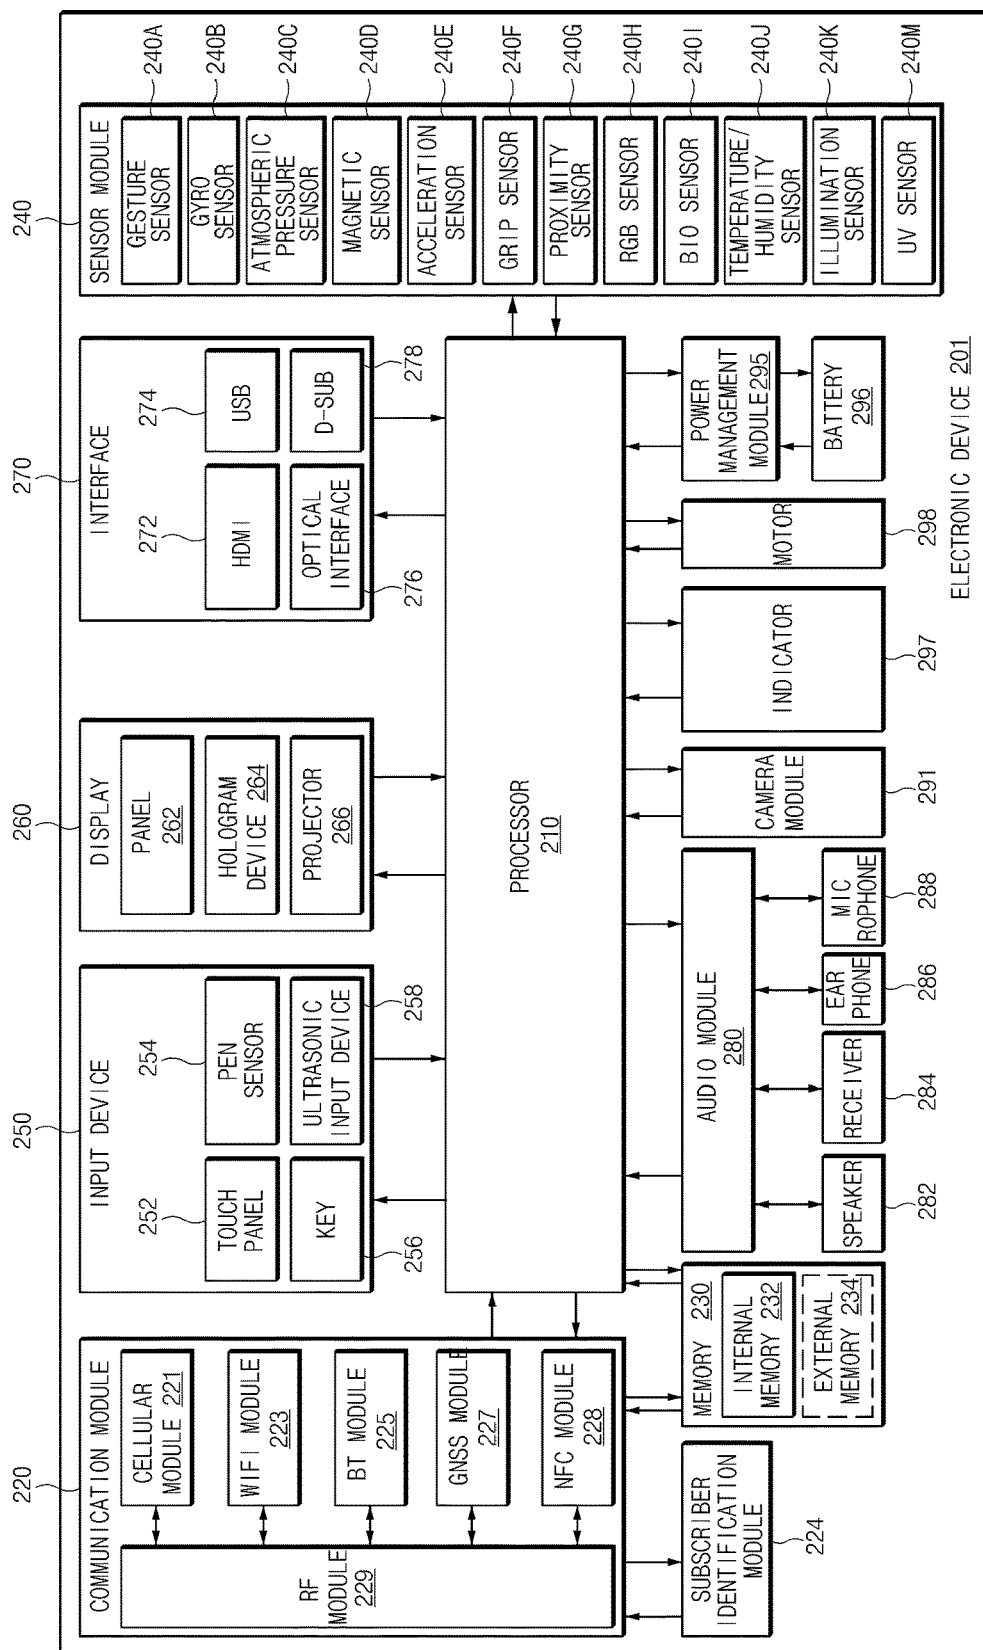 ELECTRONIC DEVICE 201
220
COMMUNICATION MODULE
RF
MODULE
229
CELLULAR
MODULE 221
WIFI MODULE
223
BT MODULE
225
GNSS MODULE
227
NFC MODULE
228
SUBSCRIBER
IDENTIFICATION
MODULE
224
MEMORY 230
INTERNAL
MEMORY 232
EXTERNAL
MEMORY 234
250
INPUT DEVICE
252
TOUCH
PANEL
254
PEN
SENSOR
KEY
256
ULTRASONIC
INPUT DEVICE
258
260
DISPLAY
PANEL
262
HOLOGRAM
DEVICE 264
PROJECTOR
266
270
INTERFACE
272
HDMI
274
USB
OPTICAL
INTERFACE
276
D-SUB
278
PROCESSOR
210
240
SENSOR MODULE
GESTURE
SENSOR
240A
GYRO
SENSOR
240B
ATMOSPHERIC
PRESSURE
SENSOR
240C
MAGNETIC
SENSOR
240D
ACCELERATION
SENSOR
240E
GRIP SENSOR
240F
PROXIMITY
SENSOR
240G
RGB SENSOR
240H
BIO SENSOR
240I
TEMPERATURE/
HUMIDITY
SENSOR
240J
ILLUMINATION
SENSOR
240K
UV SENSOR
240M
AUDIO MODULE
280
SPEAKER
282
RECEIVER
284
EAR
PHONE
286
MIC
ROPHONE
288
CAMERA
MODULE
291
INDICATOR
297
MOTOR
298
POWER
MANAGEMENT
MODULE295
BATTERY
296